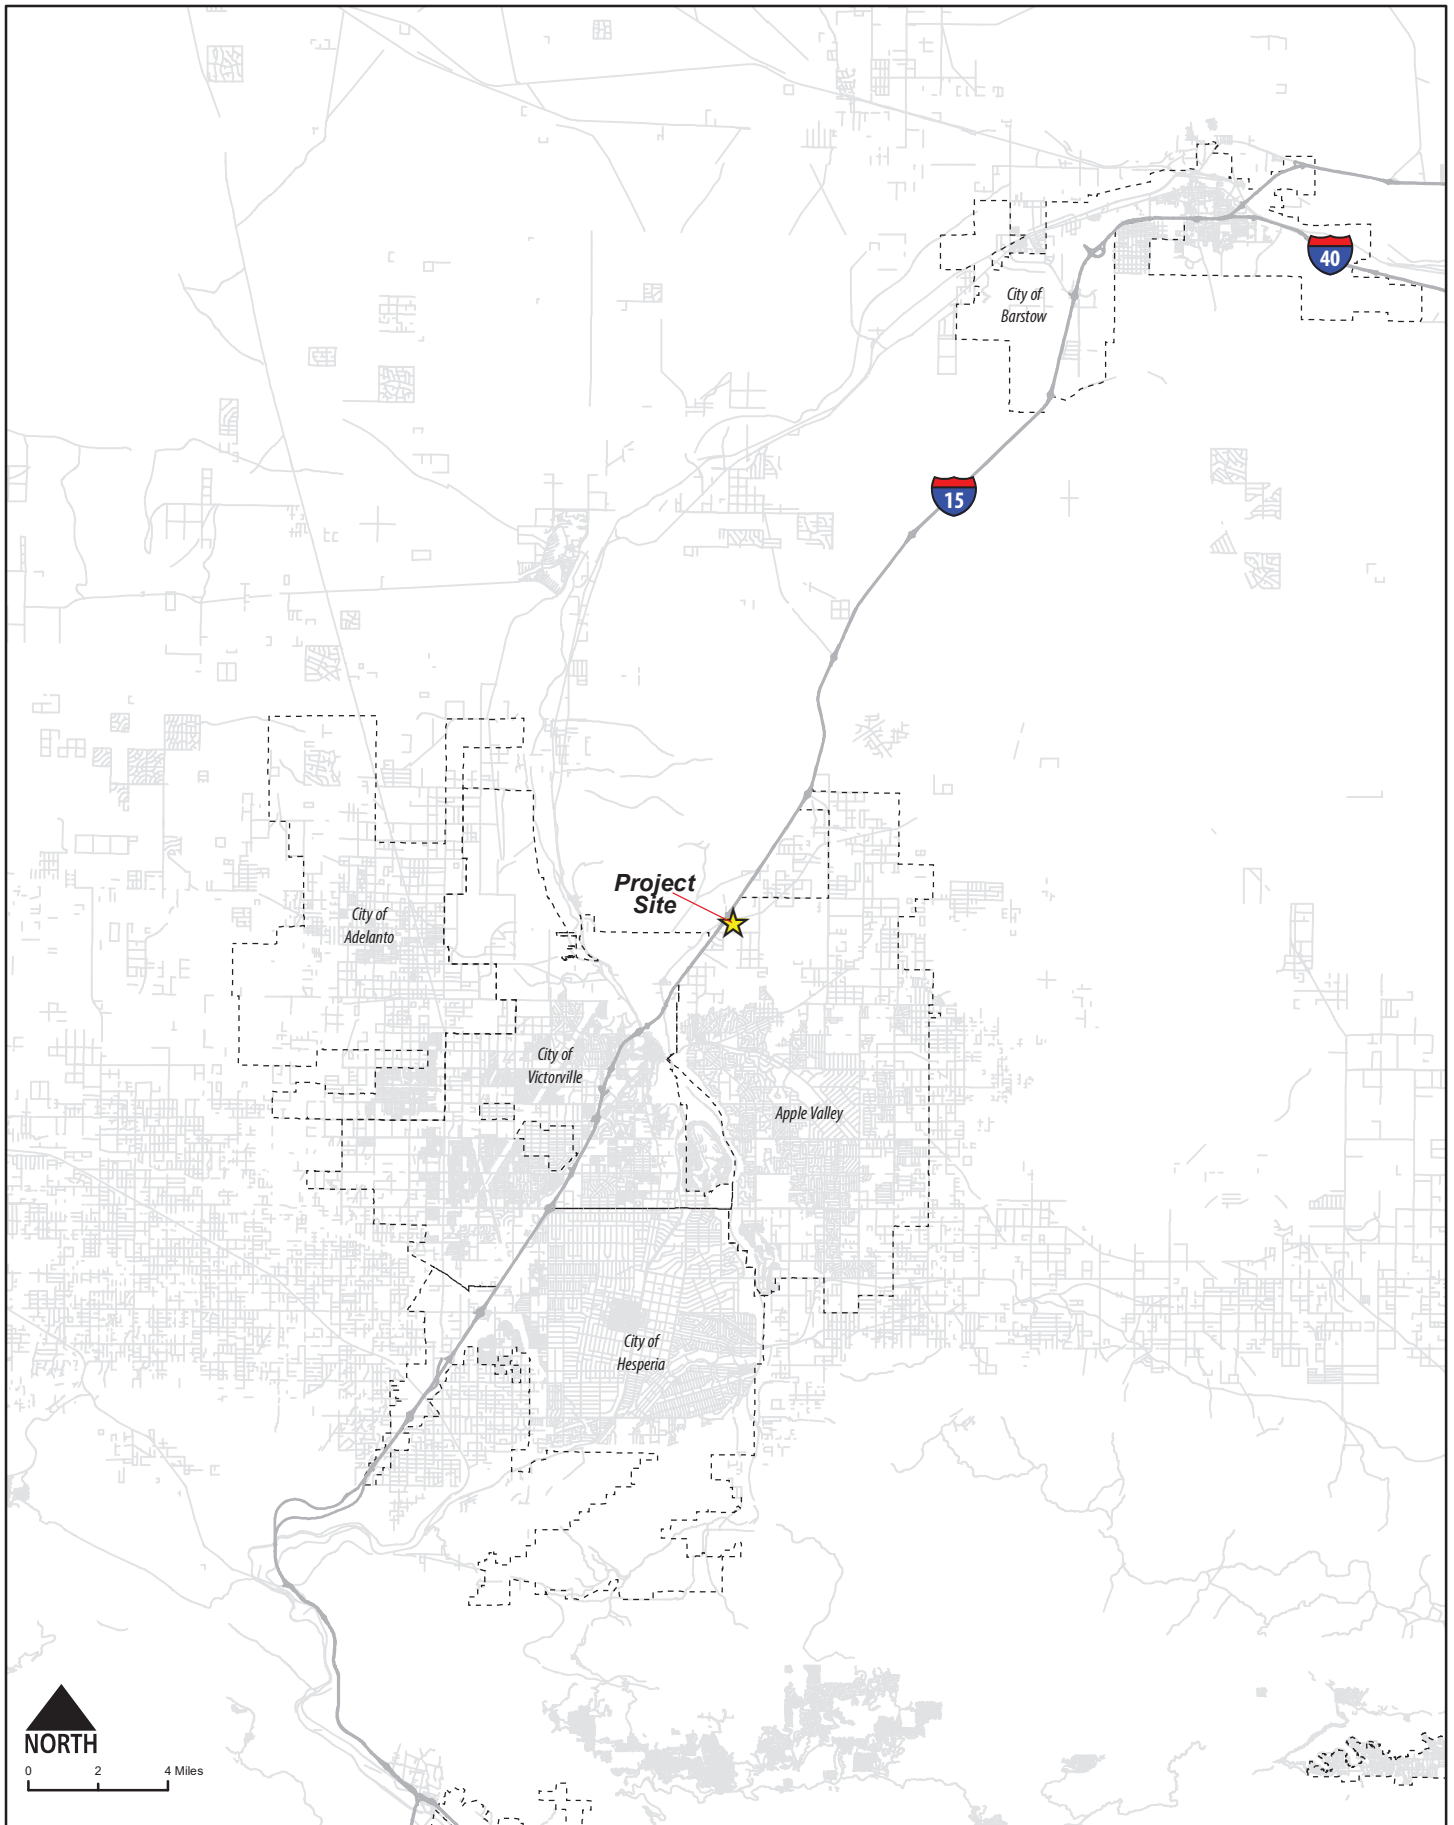 40
City of
Barstow
15
Project
Site
City of
Adelanto
City of
Victorville
Apple Valley
City of
Hesperia
NORTH
0 2 4 Miles